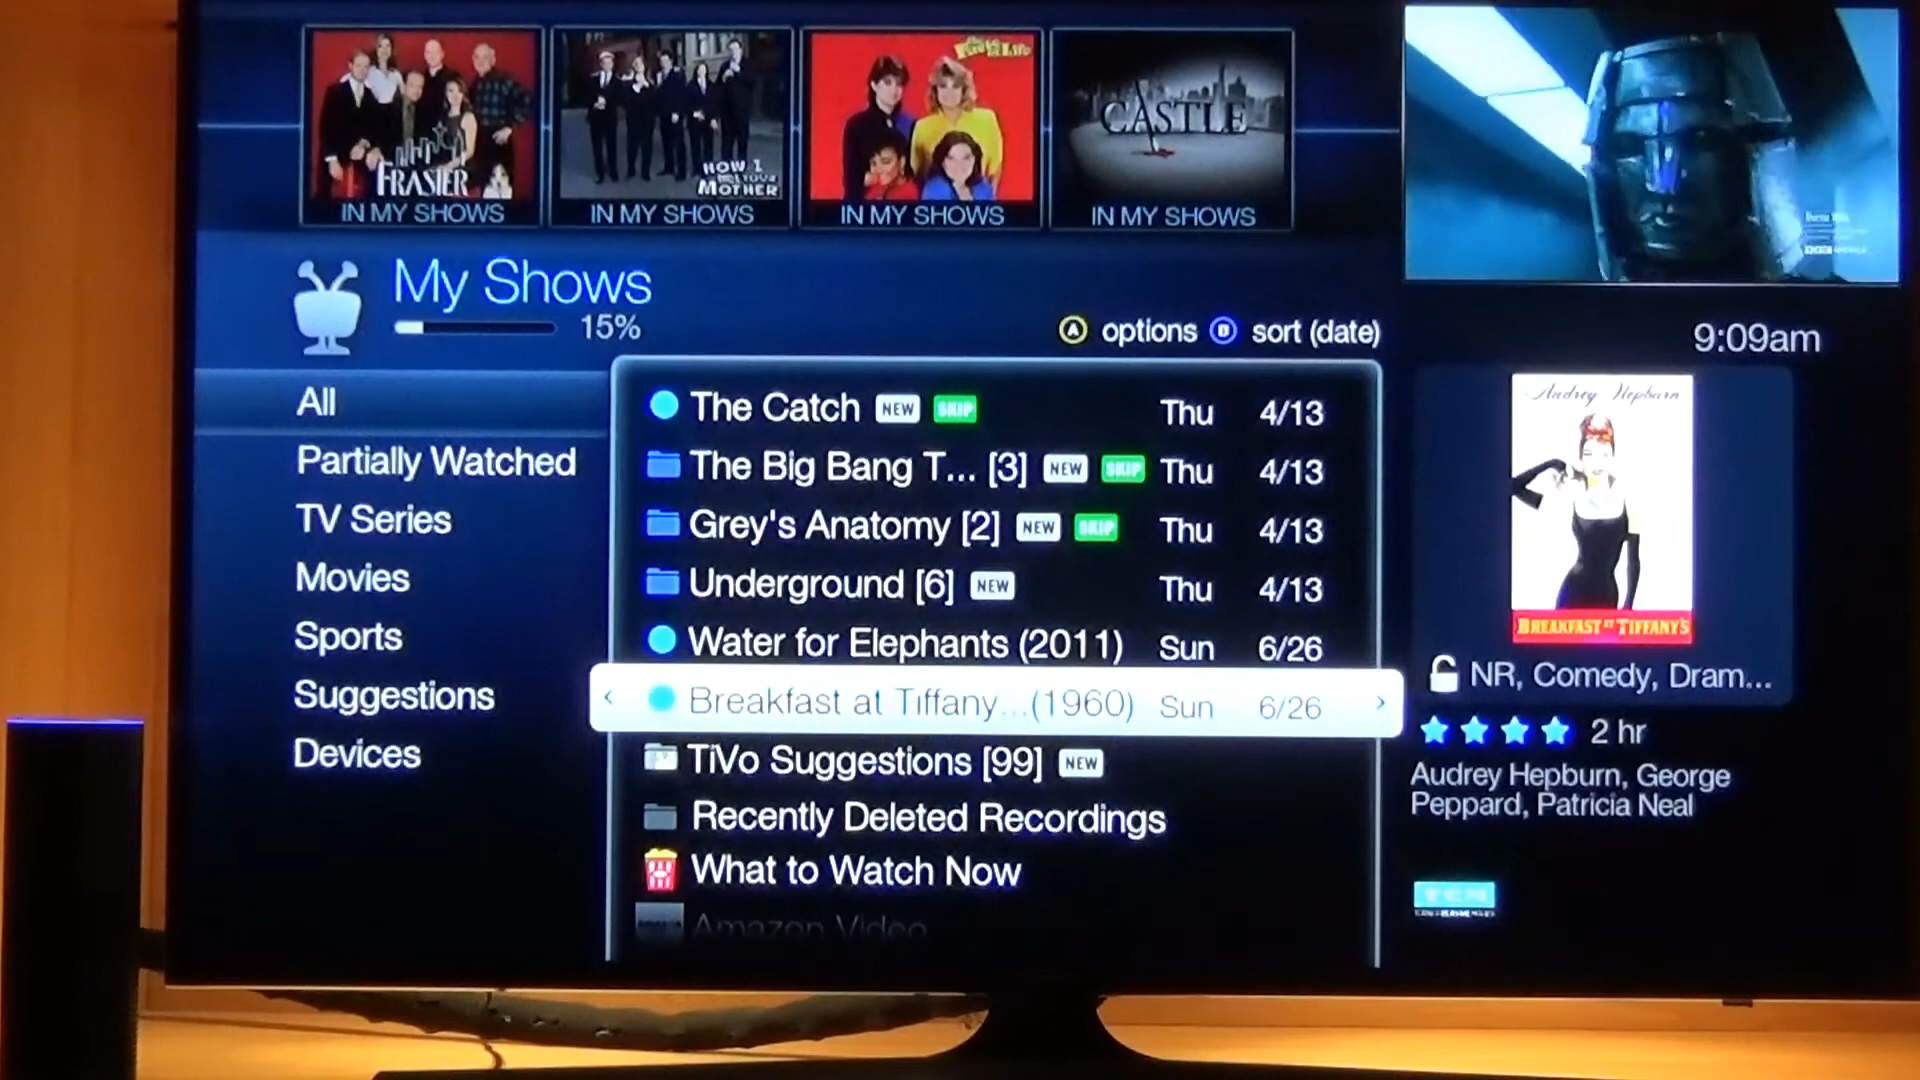 FRASIER
IN MY SHOWS
HOW I
MET YOUR
MOTHER
IN MY SHOWS
IN MY SHOWS
CASTLE
IN MY SHOWS
My Shows
15%
A options B sort (date)
9:09am
All
Partially Watched
TV Series
Movies
Sports
Suggestions
Devices
The Catch NEW SKIP Thu 4/13
The Big Bang T... [3] NEW SKIP Thu 4/13
Grey's Anatomy [2] NEW SKIP Thu 4/13
Underground [6] NEW Thu 4/13
Water for Elephants (2011) Sun 6/26
< Breakfast at Tiffany...(1960) Sun 6/26 >
TiVo Suggestions [99] NEW
Recently Deleted Recordings
What to Watch Now
Amazon Video
Audrey Hepburn
BREAKFAST AT TIFFANY'S
NR, Comedy, Dram...
2 hr
Audrey Hepburn, George
Peppard, Patricia Neal
TCM